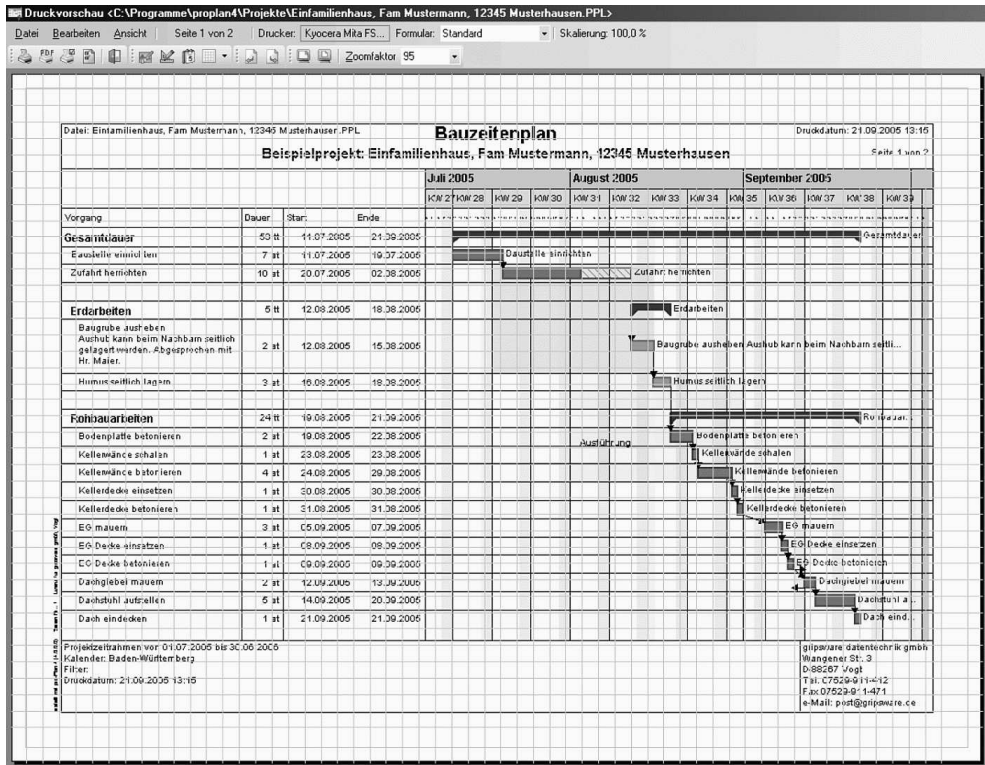 Druckvorschau <C:\Programme\proplan4\Projekte\Einfamilienhaus, Fam Mustermann, 12345 Musterhausen.PPL>
Datei Bearbeiten Ansicht Seite 1 von 2 Drucker: Kyocera Mita FS... Formular: Standard Skalierung: 100,0 %
Zoomfaktor 95
Datei: Einfamilienhaus, Fam Mustermann, 12345 Musterhausen.PPL Bauzeitenplan Druckdatum: 21.09.2005 13:15
Beispielprojekt: Einfamilienhaus, Fam Mustermann, 12345 Musterhausen Seite 1 von 2
Juli 2005 August 2005 September 2005
KW 27 KW 28 KW 29 KW 30 KW 31 KW 32 KW 33 KW 34 KW 35 KW 36 KW 37 KW 38 KW 39
Vorgang Dauer Start Ende
Gesamtdauer 53 tt 11.07.2005 21.09.2005 Gesamtdauer
Baustelle einrichten 7 at 11.07.2005 19.07.2005 Baustelle einrichten
Zufahrt herrichten 10 at 20.07.2005 02.08.2005 Zufahrt herrichten
Erdarbeiten 5 tt 12.08.2005 18.08.2005 Erdarbeiten
Baugrube ausheben
Aushub kann beim Nachbarn seitlich
gelagert werden. Abgesprochen mit
Hr. Maier.
2 at 12.08.2005 15.08.2005 Baugrube ausheben Aushub kann beim Nachbarn seitli...
Humus seitlich lagern 3 at 16.08.2005 18.08.2005 Humus seitlich lagern
Rohbauarbeiten 24 tt 19.08.2005 21.09.2005 Rohbauar...
Bodenplatte betonieren 2 at 19.08.2005 22.08.2005 Bodenplatte betonieren
Ausführung
Kellerwände schalen 1 at 23.08.2005 23.08.2005 Kellerwände schalen
Kellerwände betonieren 4 at 24.08.2005 29.08.2005 Kellerwände betonieren
Kellerdecke einsetzen 1 at 30.08.2005 30.08.2005 Kellerdecke einsetzen
Kellerdecke betonieren 1 at 31.08.2005 31.08.2005 Kellerdecke betonieren
EG mauern 3 at 05.09.2005 07.09.2005 EG mauern
EG Decke einsetzen 1 at 08.09.2005 08.09.2005 EG Decke einsetzen
EG Decke betonieren 1 at 09.09.2005 09.09.2005 EG Decke betonieren
Dachgiebel mauern 2 at 12.09.2005 13.09.2005 Dachgiebel mauern
Dachstuhl aufstellen 5 at 14.09.2005 20.09.2005 Dachstuhl a...
Dach eindecken 1 at 21.09.2005 21.09.2005 Dach eind...
Projektzeitrahmen von 01.07.2005 bis 30.06.2006
Kalender: Baden-Württemberg
Filter:
Druckdatum: 21.09.2005 13:15
gripsware datentechnik gmbh
Wangener Str. 3
D-88267 Vogt
Tel. 07529-911-412
Fax 07529-911-471
e-Mail: post@gripsware.de